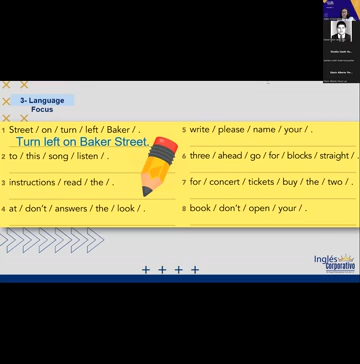 3- Language
Focus
1 Street / on / turn / left / Baker / .
Turn left on Baker Street.
2 to / this / song / listen / .
3 instructions / read / the / .
4 at / don't / answers / the / look / .
5 write / please / name / your / .
6 three / ahead / go / for / blocks / straight / .
7 for / concert / tickets / buy / the / two / .
8 book / don't / open / your / .
Inglés
Corporativo